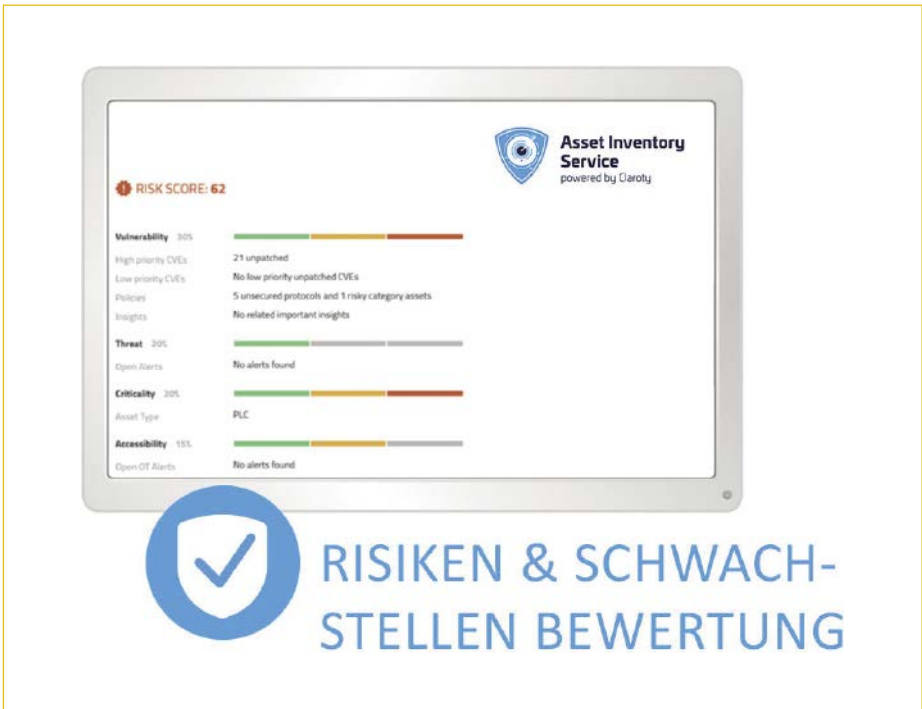 Asset Inventory
Service
powered by Claroty
RISK SCORE: 62
Vulnerability 30%
High priority CVEs 21 unpatched
Low priority CVEs No low priority unpatched CVEs
Policies 5 unsecured protocols and 1 risky category assets
Insights No related important insights
Threat 20%
Open Alerts No alerts found
Criticality 20%
Asset Type PLC
Accessibility 15%
Open OT Alerts No alerts found
RISIKEN & SCHWACH-
STELLEN BEWERTUNG